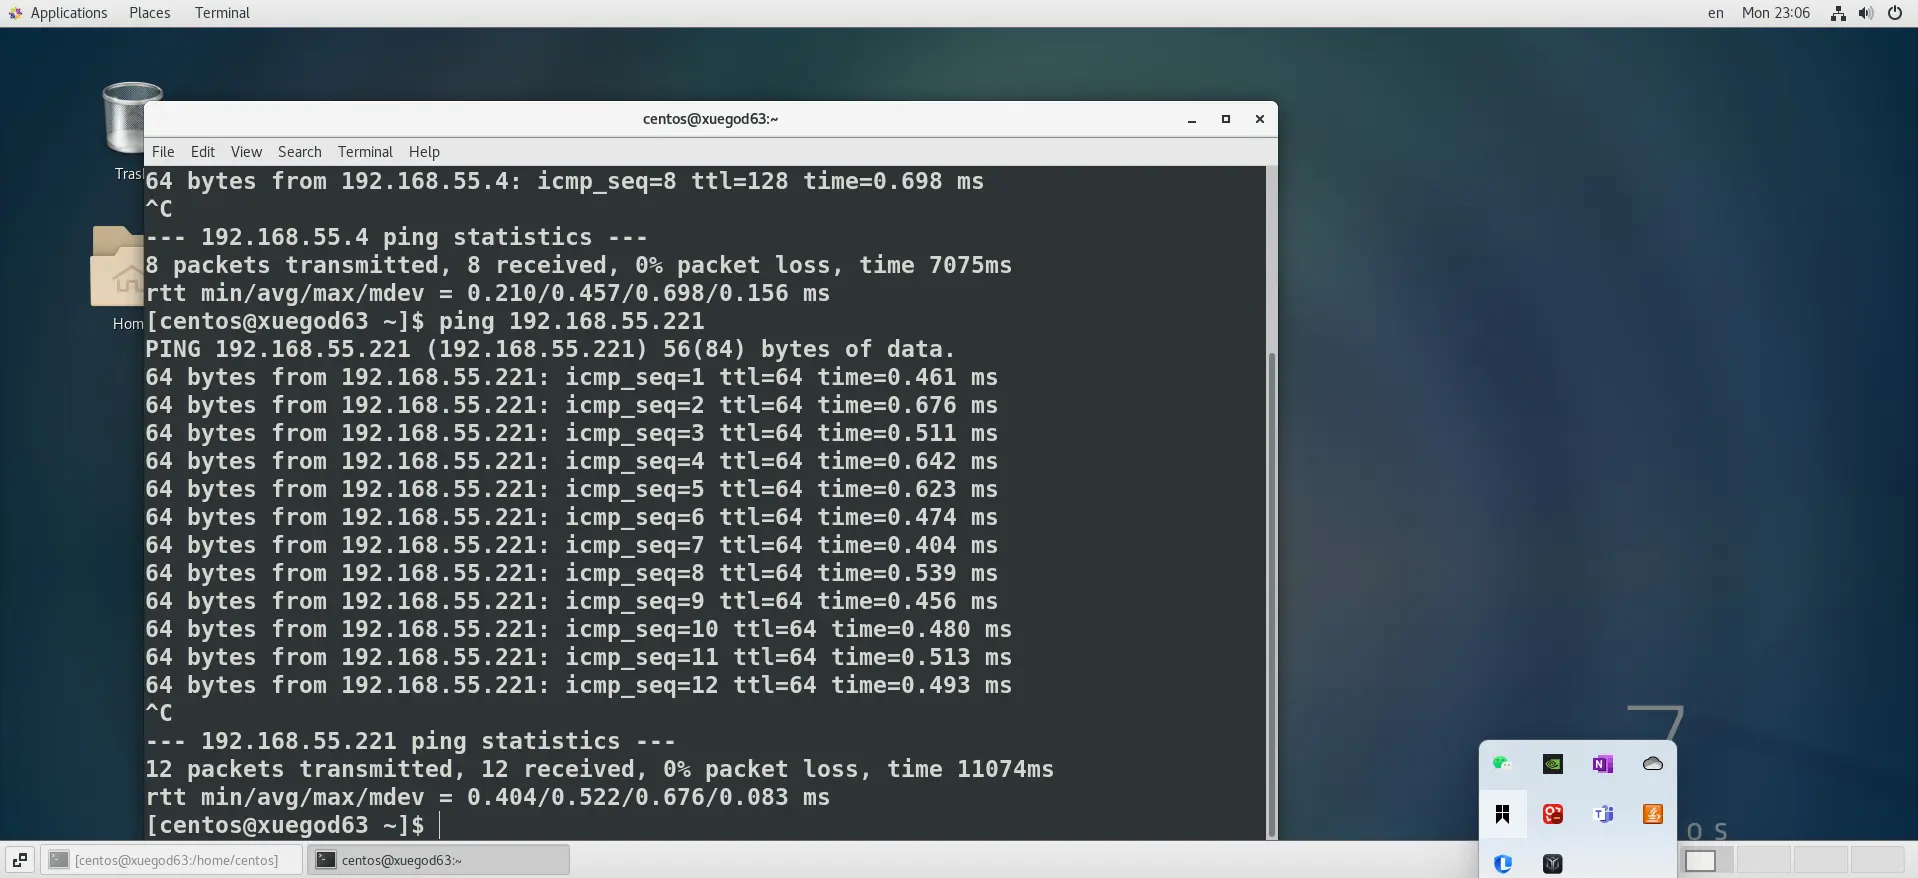 Applications Places Terminal en Mon 23:06
centos@xuegod63:~
File Edit View Search Terminal Help
Tras
Hom
64 bytes from 192.168.55.4: icmp_seq=8 ttl=128 time=0.698 ms
^C
--- 192.168.55.4 ping statistics ---
8 packets transmitted, 8 received, 0% packet loss, time 7075ms
rtt min/avg/max/mdev = 0.210/0.457/0.698/0.156 ms
[centos@xuegod63 ~]$ ping 192.168.55.221
PING 192.168.55.221 (192.168.55.221) 56(84) bytes of data.
64 bytes from 192.168.55.221: icmp_seq=1 ttl=64 time=0.461 ms
64 bytes from 192.168.55.221: icmp_seq=2 ttl=64 time=0.676 ms
64 bytes from 192.168.55.221: icmp_seq=3 ttl=64 time=0.511 ms
64 bytes from 192.168.55.221: icmp_seq=4 ttl=64 time=0.642 ms
64 bytes from 192.168.55.221: icmp_seq=5 ttl=64 time=0.623 ms
64 bytes from 192.168.55.221: icmp_seq=6 ttl=64 time=0.474 ms
64 bytes from 192.168.55.221: icmp_seq=7 ttl=64 time=0.404 ms
64 bytes from 192.168.55.221: icmp_seq=8 ttl=64 time=0.539 ms
64 bytes from 192.168.55.221: icmp_seq=9 ttl=64 time=0.456 ms
64 bytes from 192.168.55.221: icmp_seq=10 ttl=64 time=0.480 ms
64 bytes from 192.168.55.221: icmp_seq=11 ttl=64 time=0.513 ms
64 bytes from 192.168.55.221: icmp_seq=12 ttl=64 time=0.493 ms
^C
--- 192.168.55.221 ping statistics ---
12 packets transmitted, 12 received, 0% packet loss, time 11074ms
rtt min/avg/max/mdev = 0.404/0.522/0.676/0.083 ms
[centos@xuegod63 ~]$
7
OS
[centos@xuegod63:/home/centos] centos@xuegod63:~